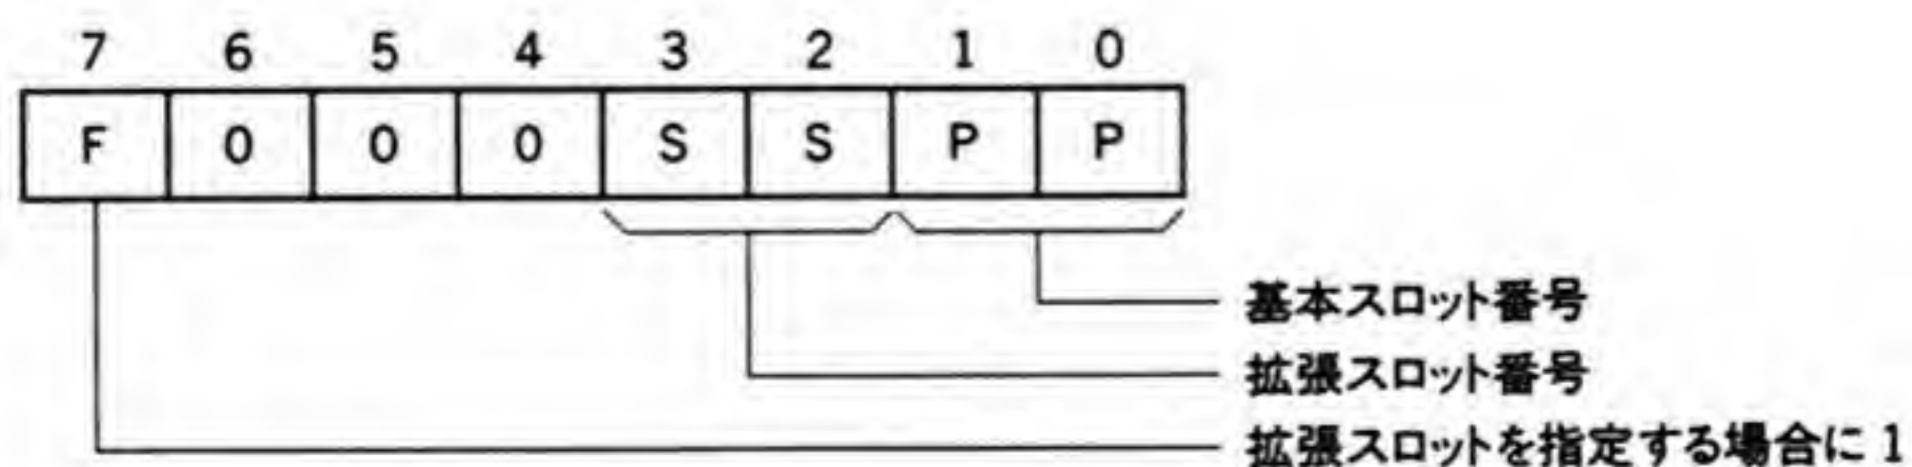 7 6 5 4 3 2 1 0
F 0 0 0 S S P P
基本スロット番号
拡張スロット番号
拡張スロットを指定する場合に 1